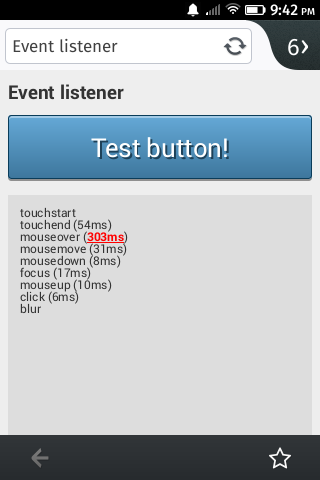 9:42 PM
Event listener
6
Event listener
Test button!
touchstart
touchend (54ms)
mouseover (303ms)
mousemove (31ms)
mousedown (8ms)
focus (17ms)
mouseup (10ms)
click (6ms)
blur